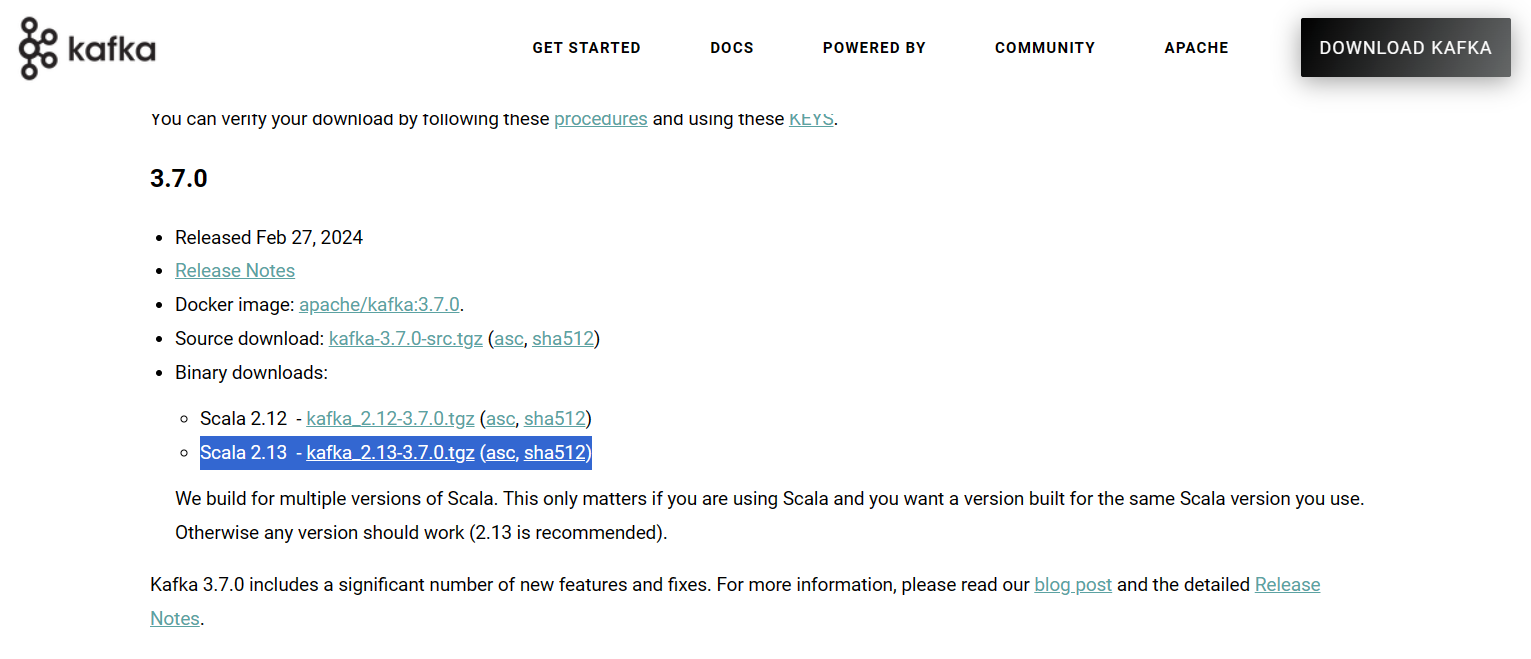 kafka
GET STARTED
DOCS
POWERED BY
COMMUNITY
APACHE
DOWNLOAD KAFKA
You can verify your download by following these procedures and using these KEYS.
3.7.0
• Released Feb 27, 2024
• Release Notes
• Docker image: apache/kafka:3.7.0.
• Source download: kafka-3.7.0-src.tgz (asc, sha512)
• Binary downloads:
◦ Scala 2.12 - kafka_2.12-3.7.0.tgz (asc, sha512)
◦ Scala 2.13 - kafka_2.13-3.7.0.tgz (asc, sha512)
We build for multiple versions of Scala. This only matters if you are using Scala and you want a version built for the same Scala version you use.
Otherwise any version should work (2.13 is recommended).
Kafka 3.7.0 includes a significant number of new features and fixes. For more information, please read our blog post and the detailed Release
Notes.